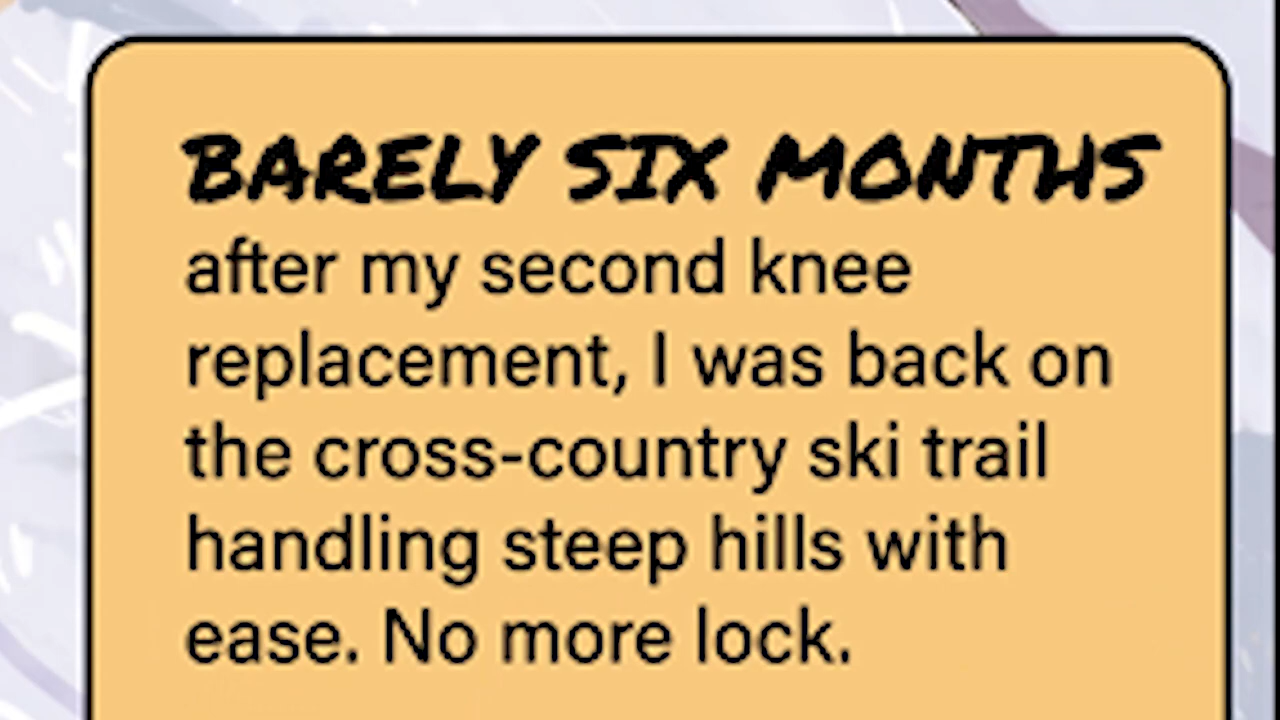 BARELY SIX MONTHS
after my second knee
replacement, I was back on
the cross-country ski trail
handling steep hills with
ease. No more lock.